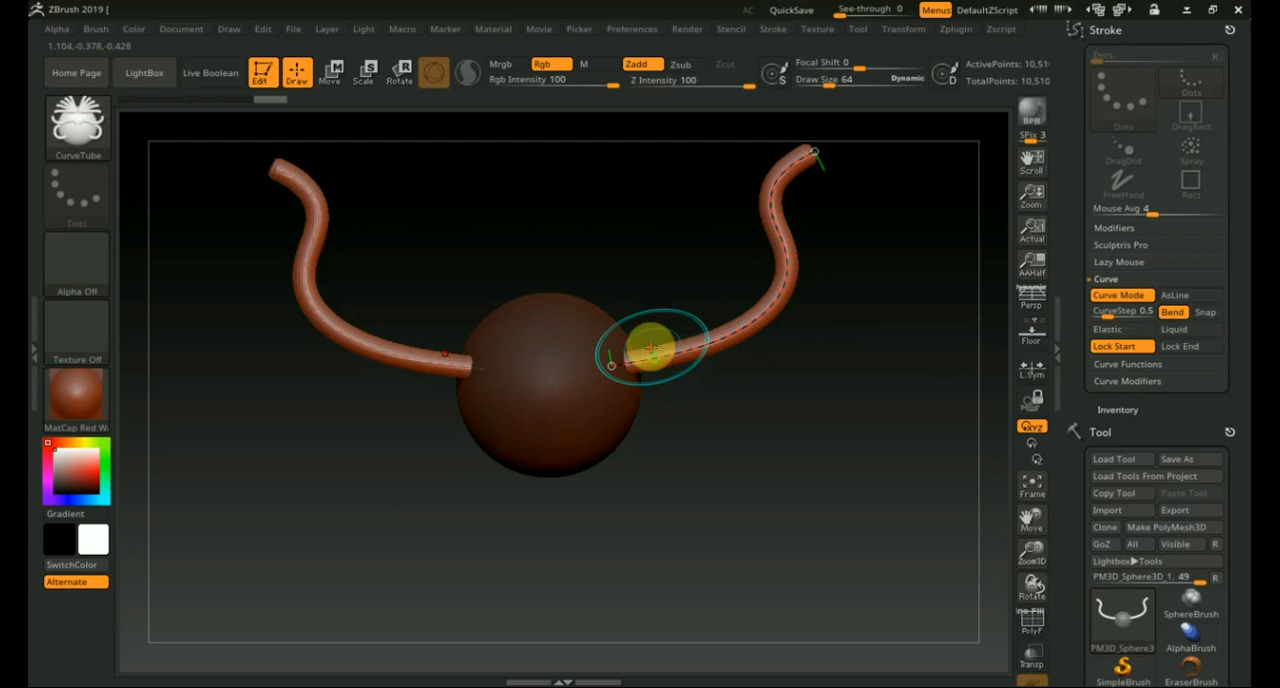 ZBrush 2019 [
AC QuickSave See-through 0 Menus DefaultZScript
Alpha Brush Color Document Draw Edit File Layer Light Macro Marker Material Movie Picker Preferences Render Stencil Stroke Texture Tool Transform Zplugin Zscript
1.104,-0.378,-0.428
Home Page LightBox Live Boolean Edit Draw Move Scale Rotate
Mrgb Rgb M Zadd Zsub Zcut
Rgb Intensity 100 Z Intensity 100
Focal Shift 0
Draw Size 64 Dynamic
ActivePoints: 10,51
TotalPoints: 10,510
CurveTube
Dots
Alpha Off
Texture Off
MatCap Red W
Gradient
SwitchColor
Alternate
BPR
SPix 3
Scroll
Zoom
Actual
AAHalf
Dynamic
Persp
Floor
L.Sym
XYZ
Frame
Move
Zoom3D
Rotate
PolyF
Transp
Stroke
Dots R
Dots Dots
DragRect
DragDot Spray
FreeHand Rect
Mouse Avg 4
Modifiers
Sculptris Pro
Lazy Mouse
Curve
Curve Mode AsLine
CurveStep 0.5 Bend Snap
Elastic Liquid
Lock Start Lock End
Curve Functions
Curve Modifiers
Inventory
Tool
Load Tool Save As
Load Tools From Project
Copy Tool Paste Tool
Import Export
Clone Make PolyMesh3D
GoZ All Visible R
Lightbox▶Tools
PM3D_Sphere3D_1. 49 R
SphereBrush
PM3D_Sphere3 AlphaBrush
SimpleBrush EraserBrush